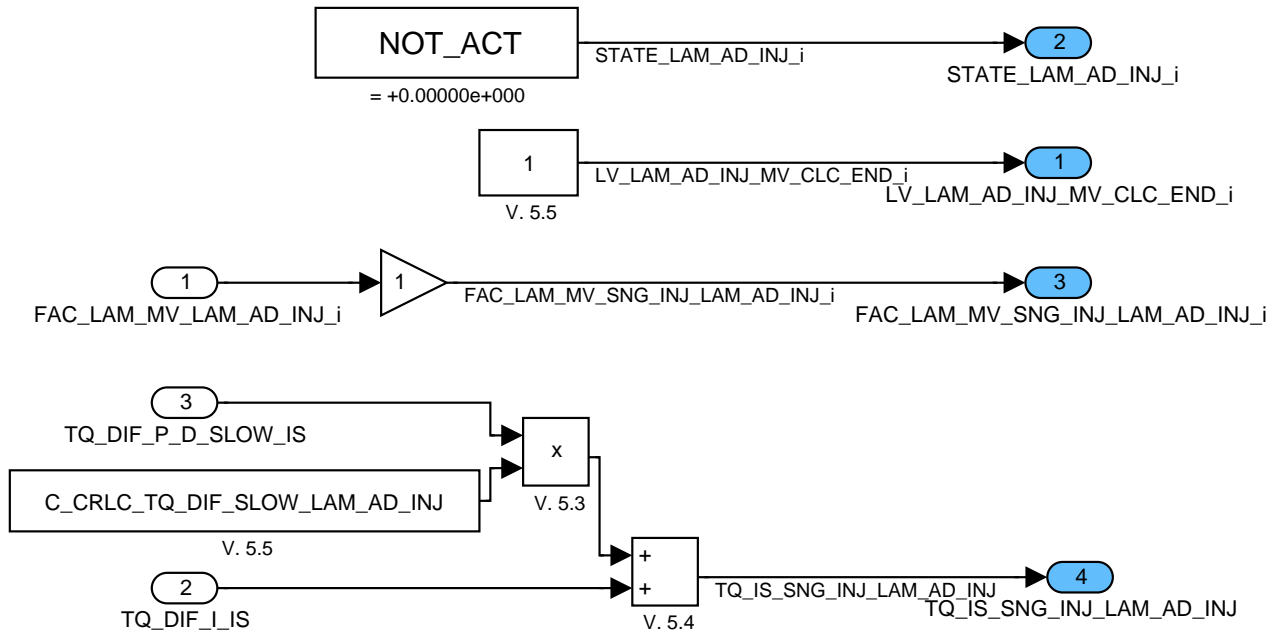 NOT_ACT
STATE_LAM_AD_INJ_i
2
STATE_LAM_AD_INJ_i
= +0.00000e+000
1
LV_LAM_AD_INJ_MV_CLC_END_i
1
LV_LAM_AD_INJ_MV_CLC_END_i
V. 5.5
1
FAC_LAM_MV_LAM_AD_INJ_i
1
FAC_LAM_MV_SNG_INJ_LAM_AD_INJ_i
3
FAC_LAM_MV_SNG_INJ_LAM_AD_INJ_i
3
TQ_DIF_P_D_SLOW_IS
x
V. 5.3
C_CRLC_TQ_DIF_SLOW_LAM_AD_INJ
V. 5.5
2
TQ_DIF_I_IS
+
+
V. 5.4
TQ_IS_SNG_INJ_LAM_AD_INJ
4
TQ_IS_SNG_INJ_LAM_AD_INJ